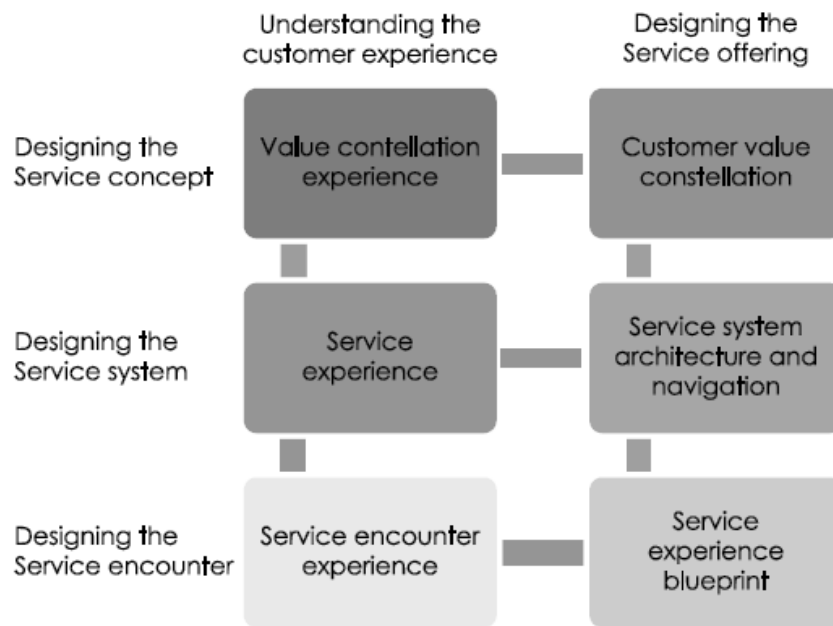 Understanding the
customer experience
Designing the
Service offering
Designing the
Service concept
Value contellation
experience
Customer value
constellation
Designing the
Service system
Service
experience
Service system
architecture and
navigation
Designing the
Service encounter
Service encounter
experience
Service
experience
blueprint